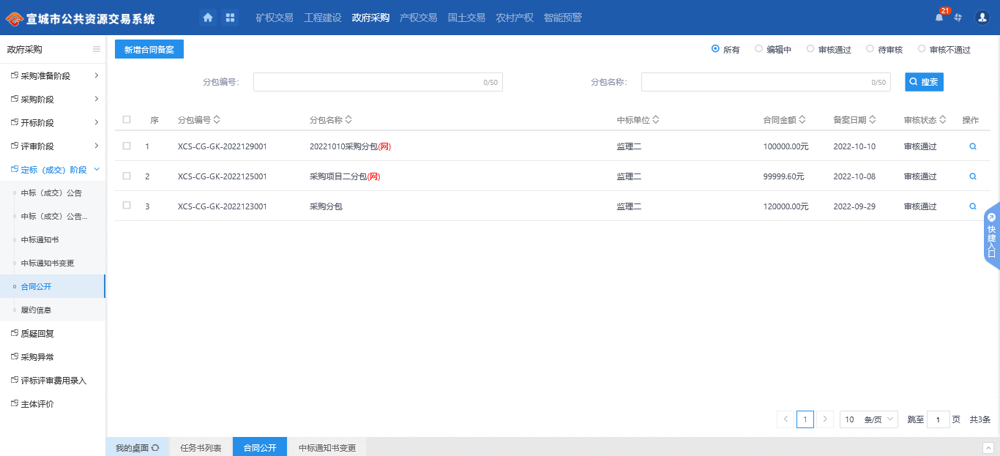 宣城市公共资源交易系统
矿权交易 工程建设 政府采购 产权交易 国土交易 农村产权 智能预警
21
政府采购
采购准备阶段
采购阶段
开标阶段
评审阶段
定标（成交）阶段
中标（成交）公告
中标（成交）公告...
中标通知书
中标通知书变更
合同公开
履约信息
质疑回复
采购异常
评标评审费用录入
主体评价
新增合同备案
所有 编辑中 审核通过 待审核 审核不通过
分包编号: 0/50 分包名称: 0/50 搜索
序 分包编号 分包名称 中标单位 合同金额 备案日期 审核状态 操作
1 XCS-CG-GK-2022129001 20221010采购分包(网) 监理二 100000.00元 2022-10-10 审核通过
2 XCS-CG-GK-2022125001 采购项目二分包(网) 监理二 99999.60元 2022-10-08 审核通过
3 XCS-CG-GK-2022123001 采购分包 监理二 120000.00元 2022-09-29 审核通过
快捷入口
1 10 条/页 跳至 1 页 共3条
我的桌面 任务书列表 合同公开 中标通知书变更